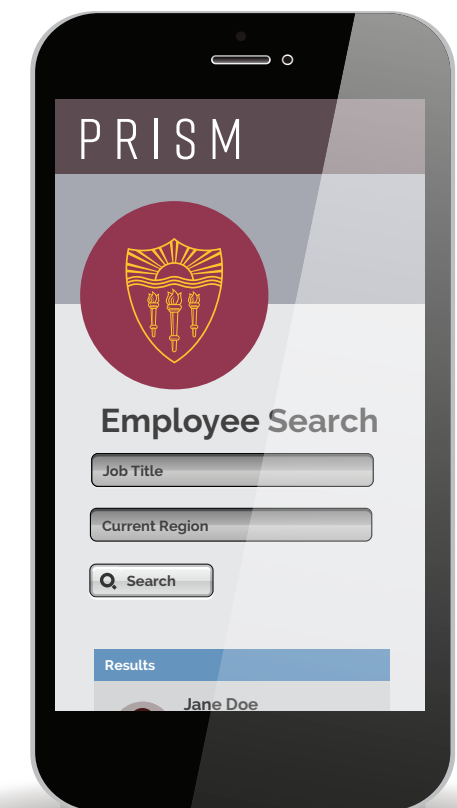 PRISM
Employee Search
Job Title
Current Region
Search
Results
Jane Doe